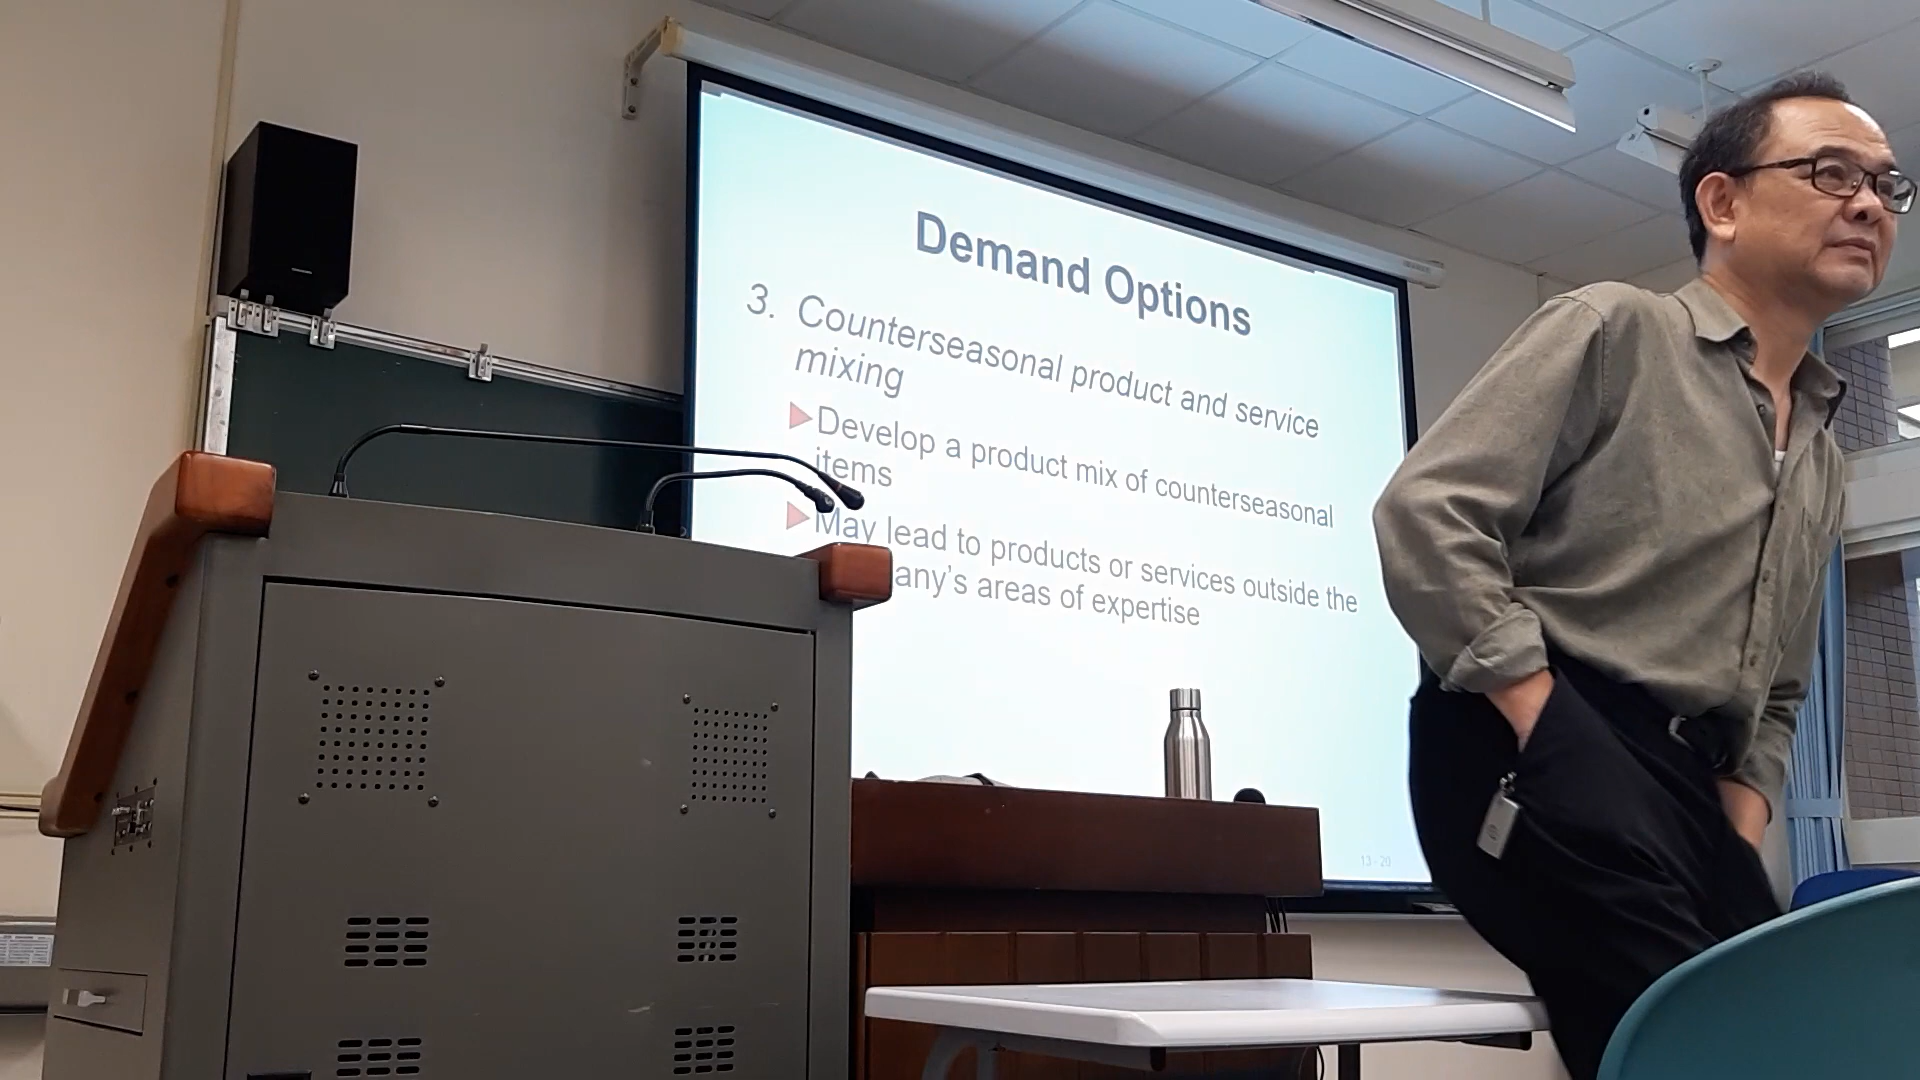 Demand Options
3. Counterseasonal product and service
mixing
Develop a product mix of counterseasonal
items
May lead to products or services outside the
any's areas of expertise
13 - 20